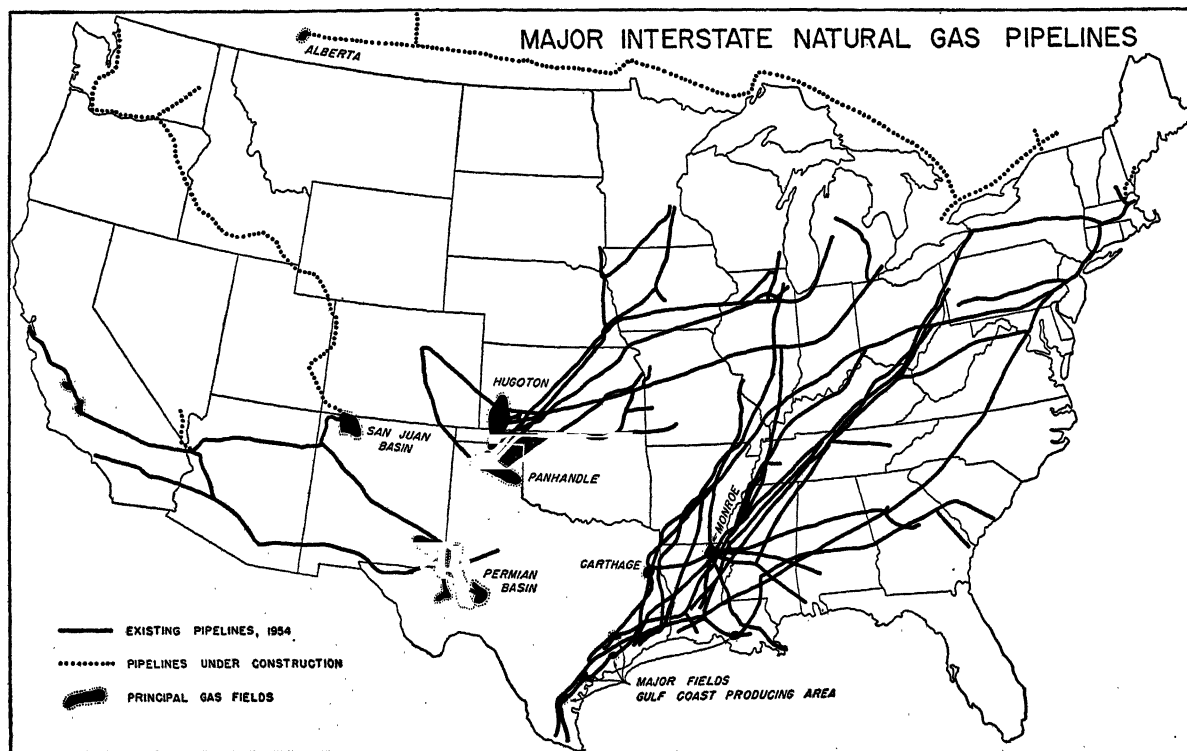 MAJOR INTERSTATE NATURAL GAS PIPELINES
ALBERTA
HUGOTON
SAN JUAN
BASIN
PANHANDLE
MONROE
CARTHAGE
PERMIAN
BASIN
EXISTING PIPELINES, 1954
PIPELINES UNDER CONSTRUCTION
PRINCIPAL GAS FIELDS
MAJOR FIELDS
GULF COAST PRODUCING AREA